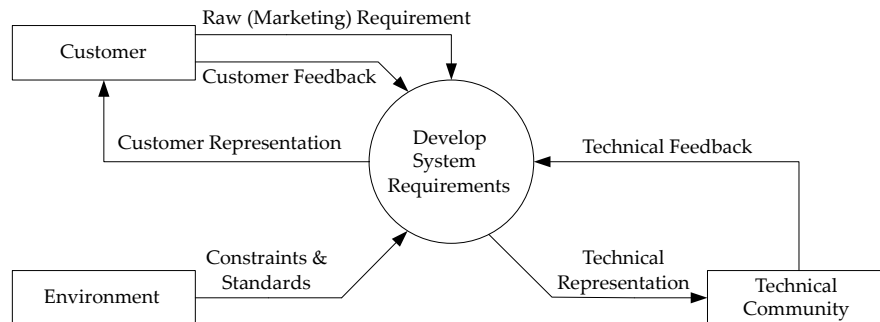 Raw (Marketing) Requirement
Customer
Customer Feedback
Customer Representation
Develop
System
Requirements
Technical Feedback
Constraints &
Standards
Environment
Technical
Representation
Technical
Community